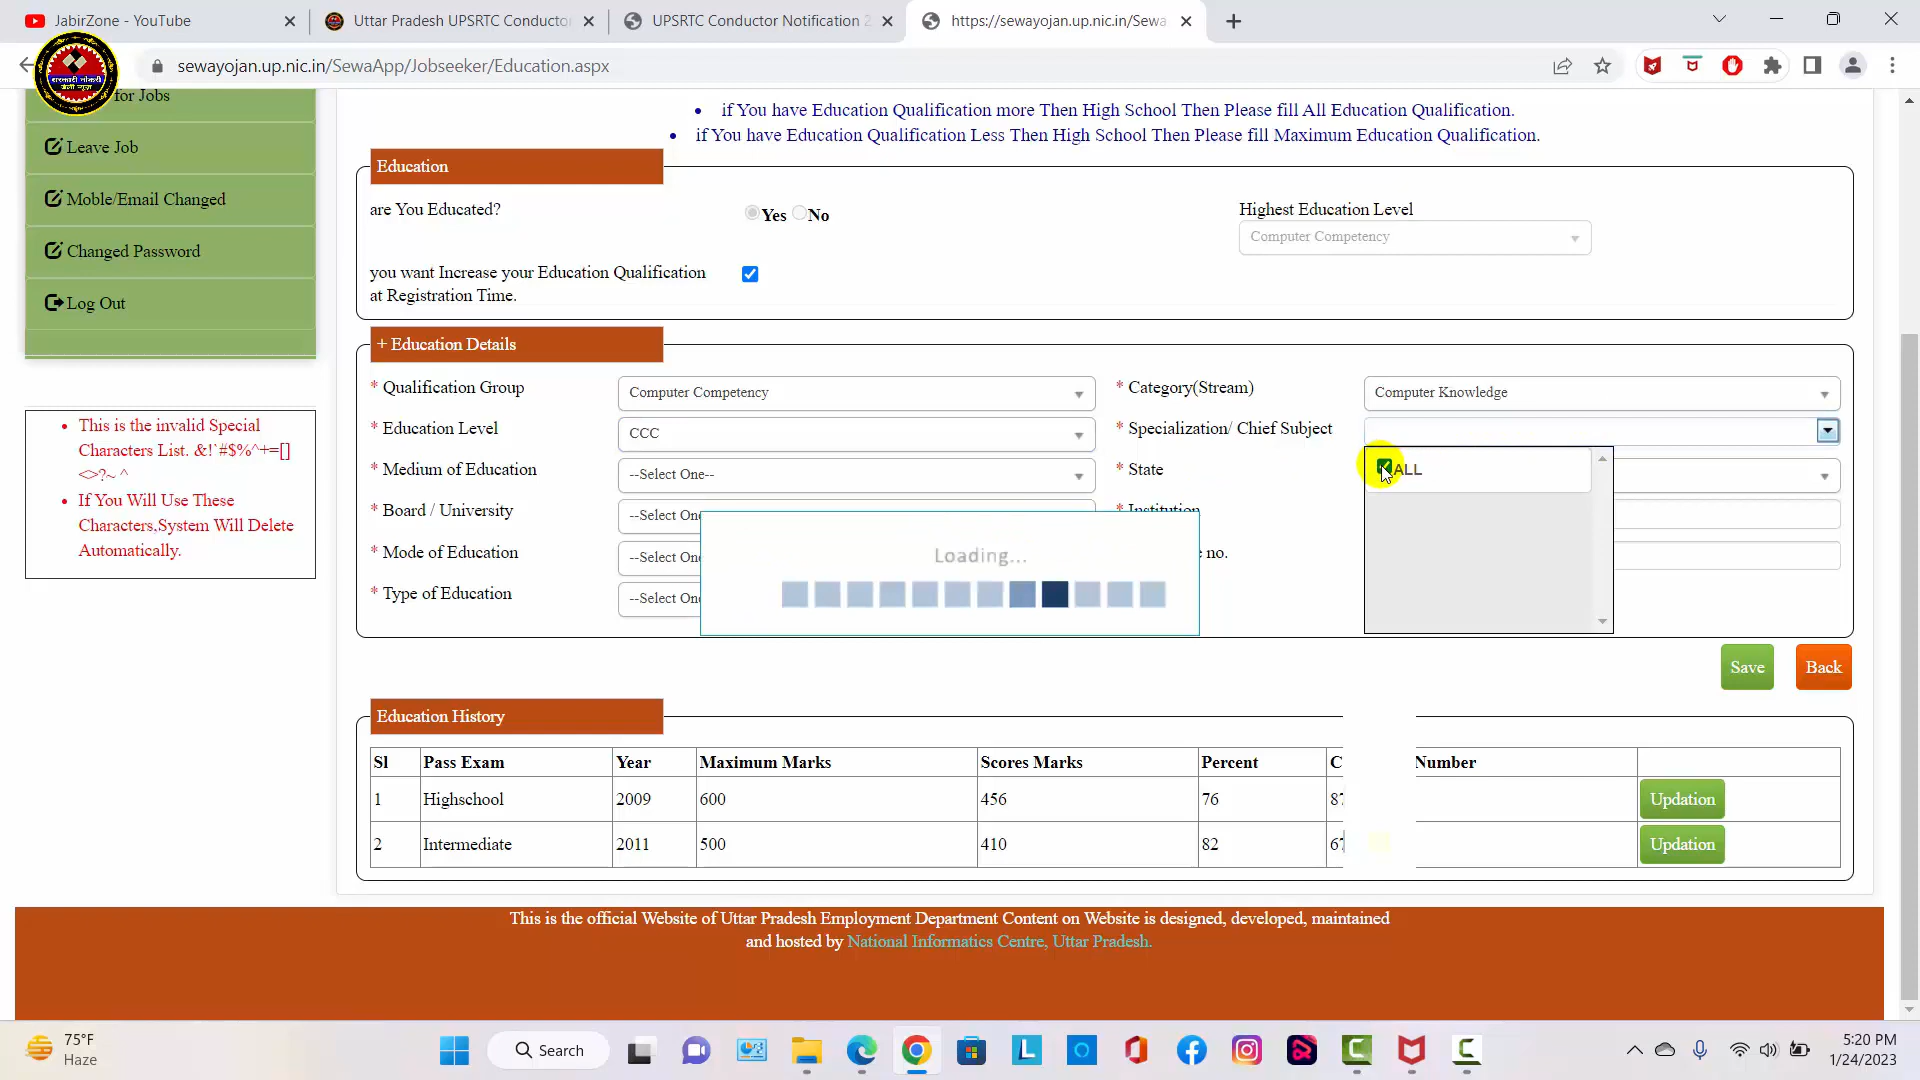 JabirZone - YouTube
Uttar Pradesh UPSRTC Conductor
UPSRTC Conductor Notification 2
https://sewayojan.up.nic.in/Sewa
sewayojan.up.nic.in/SewaApp/Jobseeker/Education.aspx
सरकारी नौकरी
for Jobs
Leave Job
Moble/Email Changed
Changed Password
Log Out
This is the invalid Special
Characters List. &!`#$%^+=[]
<>?~ ^
If You Will Use These
Characters,System Will Delete
Automatically.
if You have Education Qualification more Then High School Then Please fill All Education Qualification.
if You have Education Qualification Less Then High School Then Please fill Maximum Education Qualification.
Education
are You Educated?
Yes No
Highest Education Level
Computer Competency
you want Increase your Education Qualification
at Registration Time.
+ Education Details
* Qualification Group Computer Competency * Category(Stream) Computer Knowledge
* Education Level CCC * Specialization/ Chief Subject
* Medium of Education --Select One-- * State ALL
* Board / University --Select One * Institution
* Mode of Education --Select One no.
* Type of Education --Select One
Loading...
Save Back
Education History
Sl Pass Exam Year Maximum Marks Scores Marks Percent C Number
1 Highschool 2009 600 456 76 87 Updation
2 Intermediate 2011 500 410 82 67 Updation
This is the official Website of Uttar Pradesh Employment Department Content on Website is designed, developed, maintained
and hosted by National Informatics Centre, Uttar Pradesh.
75°F
Haze
Search
5:20 PM
1/24/2023